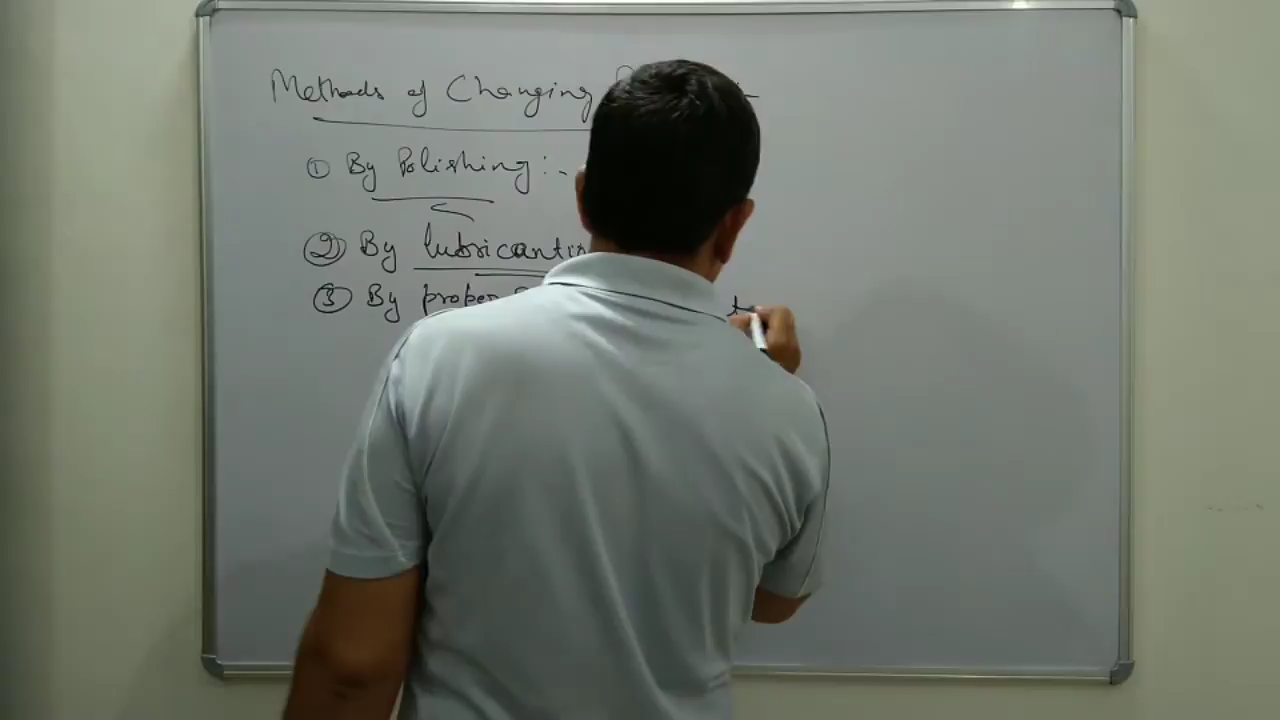 Methods of Changing
① By Polishing :-
② By lubricants
③ By proper